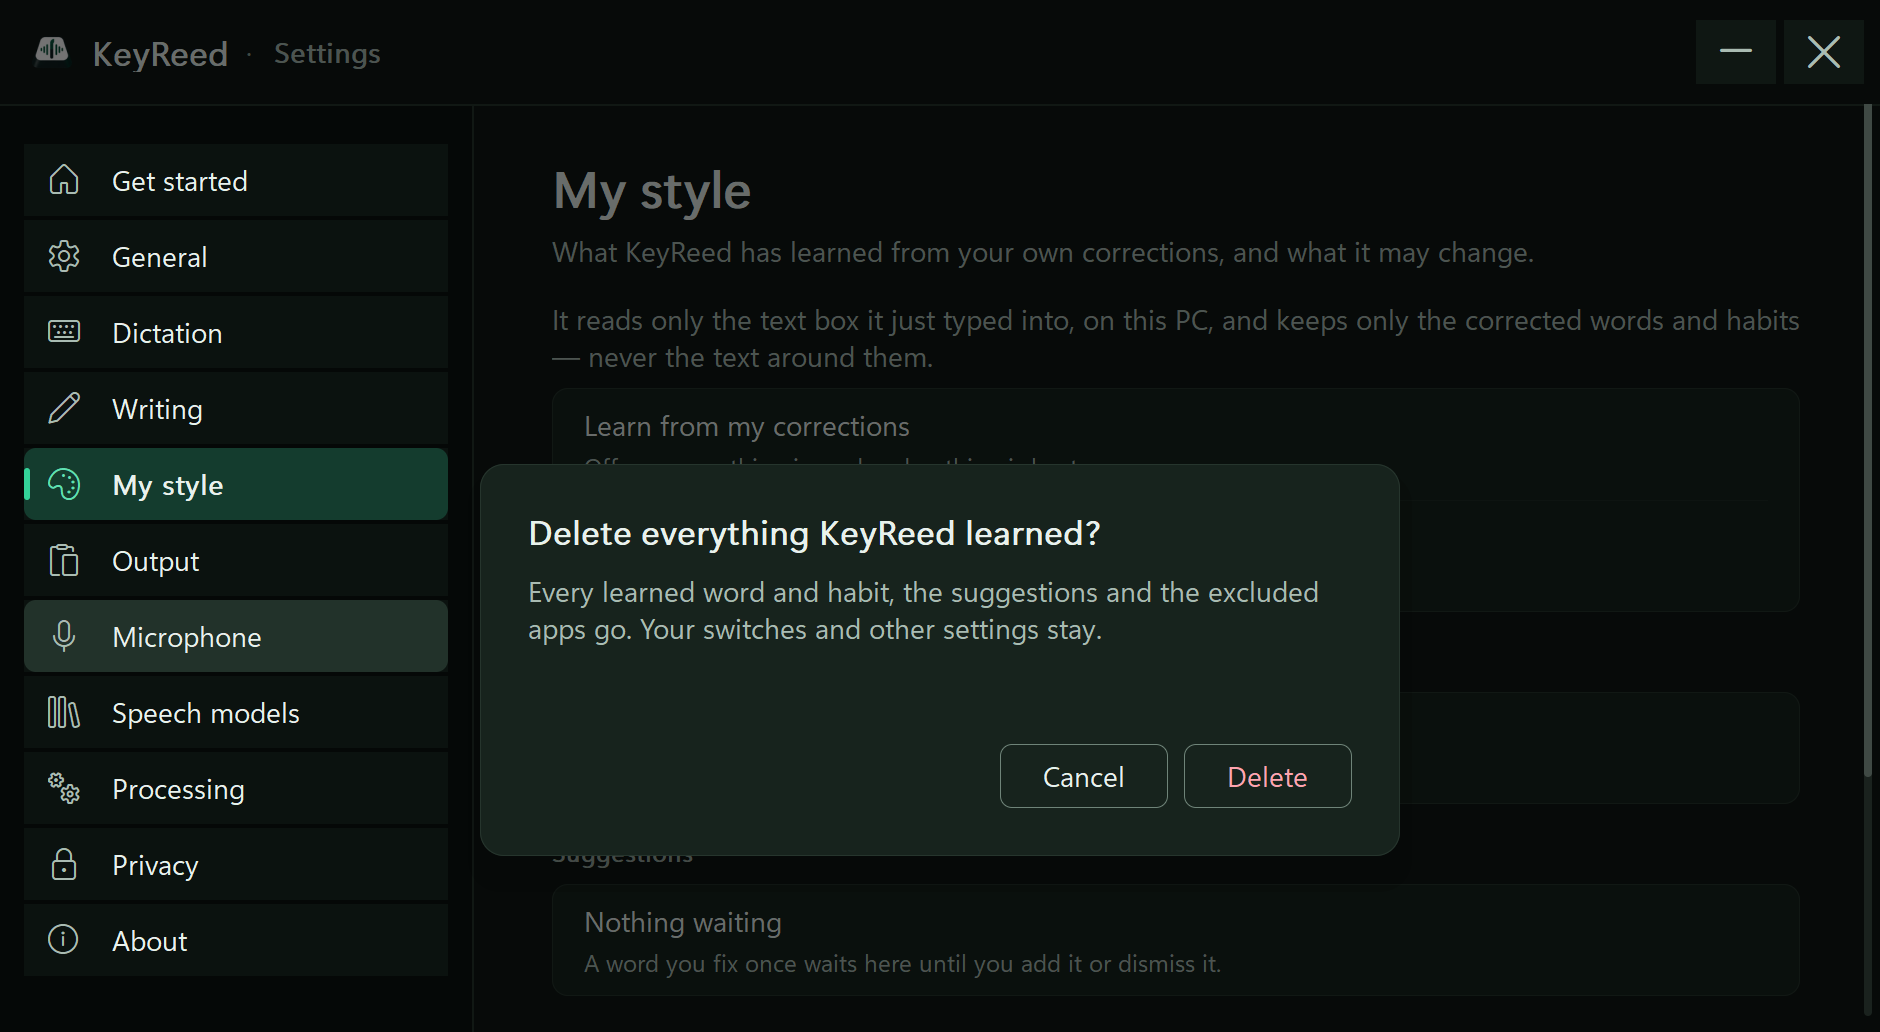 KeyReed · Settings
Get started
General
Dictation
Writing
My style
Output
Microphone
Speech models
Processing
Privacy
About
My style
What KeyReed has learned from your own corrections, and what it may change.
It reads only the text box it just typed into, on this PC, and keeps only the corrected words and habits
— never the text around them.
Learn from my corrections
Delete everything KeyReed learned?
Every learned word and habit, the suggestions and the excluded
apps go. Your switches and other settings stay.
Cancel
Delete
Suggestions
Nothing waiting
A word you fix once waits here until you add it or dismiss it.